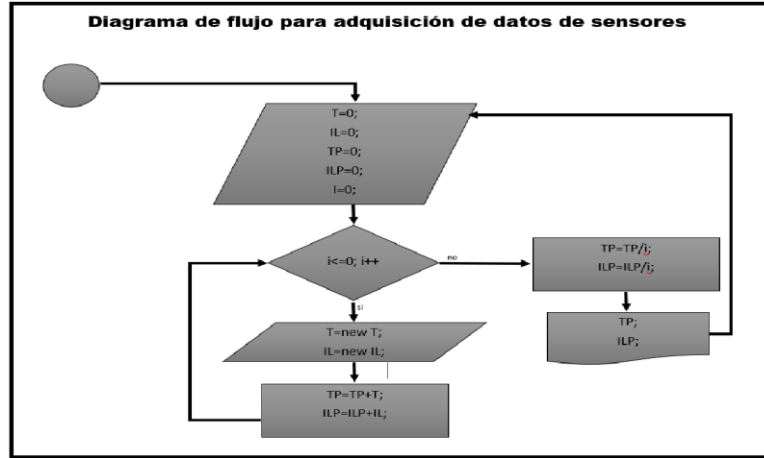 Diagrama de flujo para adquisición de datos de sensores
T=0;
IL=0;
TP=0;
ILP=0;
I=0;
i<=0; i++
no
si
T=new T;
IL=new IL;
TP=TP+T;
ILP=ILP+IL;
TP=TP/i;
ILP=ILP/i;
TP;
ILP;